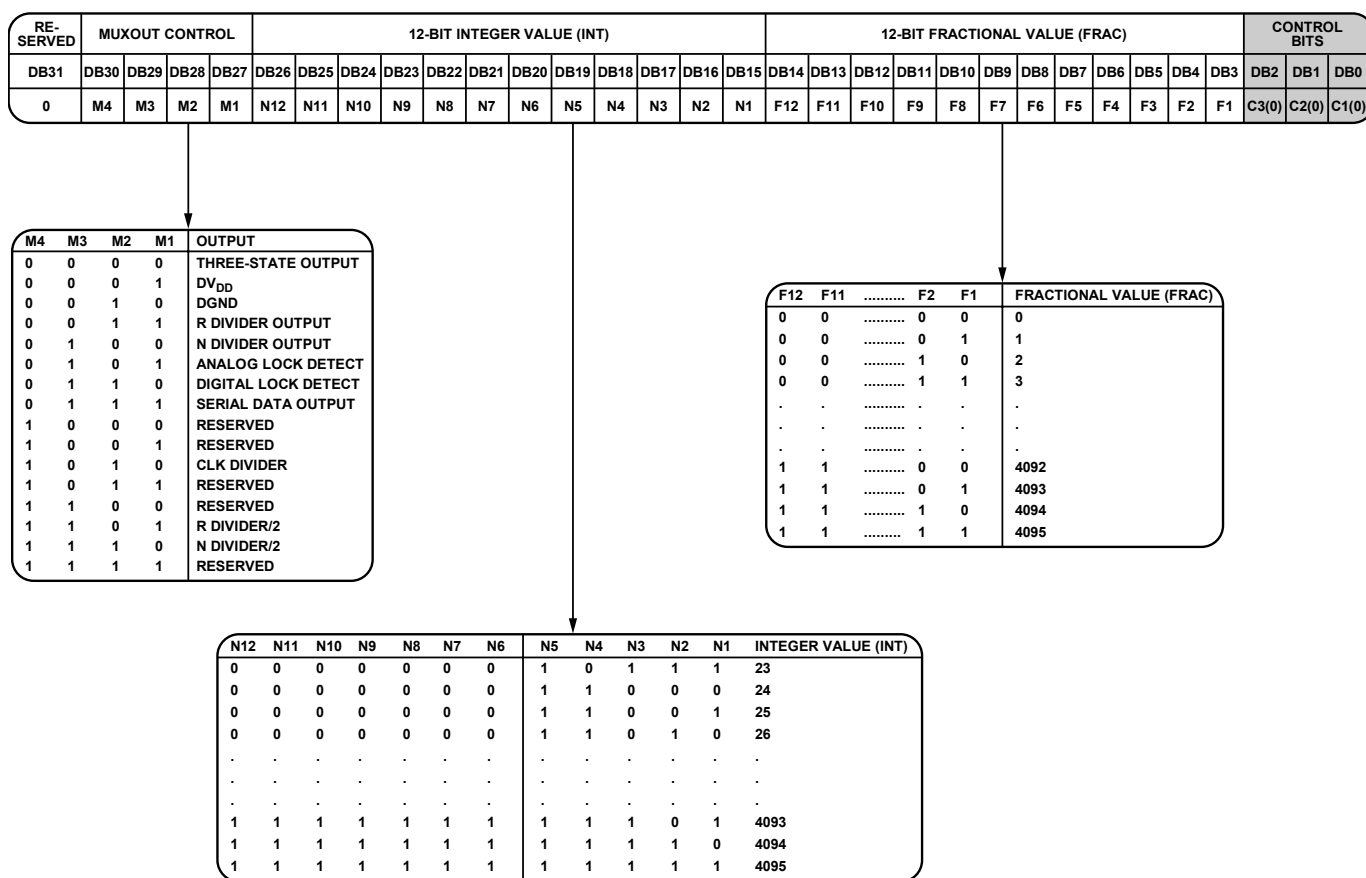 RE-
SERVED MUXOUT CONTROL 12-BIT INTEGER VALUE (INT) 12-BIT FRACTIONAL VALUE (FRAC) CONTROL
BITS
DB31 DB30 DB29 DB28 DB27 DB26 DB25 DB24 DB23 DB22 DB21 DB20 DB19 DB18 DB17 DB16 DB15 DB14 DB13 DB12 DB11 DB10 DB9 DB8 DB7 DB6 DB5 DB4 DB3 DB2 DB1 DB0
0 M4 M3 M2 M1 N12 N11 N10 N9 N8 N7 N6 N5 N4 N3 N2 N1 F12 F11 F10 F9 F8 F7 F6 F5 F4 F3 F2 F1 C3(0) C2(0) C1(0)
M4 M3 M2 M1 OUTPUT
0 0 0 0 THREE-STATE OUTPUT
0 0 0 1 DVDD
0 0 1 0 DGND
0 0 1 1 R DIVIDER OUTPUT
0 1 0 0 N DIVIDER OUTPUT
0 1 0 1 ANALOG LOCK DETECT
0 1 1 0 DIGITAL LOCK DETECT
0 1 1 1 SERIAL DATA OUTPUT
1 0 0 0 RESERVED
1 0 0 1 RESERVED
1 0 1 0 CLK DIVIDER
1 0 1 1 RESERVED
1 1 0 0 RESERVED
1 1 0 1 R DIVIDER/2
1 1 1 0 N DIVIDER/2
1 1 1 1 RESERVED
F12 F11 .......... F2 F1 FRACTIONAL VALUE (FRAC)
0 0 .......... 0 0 0
0 0 .......... 0 1 1
0 0 .......... 1 0 2
0 0 .......... 1 1 3
. . .......... . . .
. . .......... . . .
. . .......... . . .
1 1 .......... 0 0 4092
1 1 .......... 0 1 4093
1 1 .......... 1 0 4094
1 1 ......... 1 1 4095
N12 N11 N10 N9 N8 N7 N6 N5 N4 N3 N2 N1 INTEGER VALUE (INT)
0 0 0 0 0 0 0 1 0 1 1 1 23
0 0 0 0 0 0 0 1 1 0 0 0 24
0 0 0 0 0 0 0 1 1 0 0 1 25
0 0 0 0 0 0 0 1 1 0 1 0 26
. . . . . . . . . . . . .
. . . . . . . . . . . . .
. . . . . . . . . . . . .
1 1 1 1 1 1 1 1 1 1 0 1 4093
1 1 1 1 1 1 1 1 1 1 1 0 4094
1 1 1 1 1 1 1 1 1 1 1 1 4095